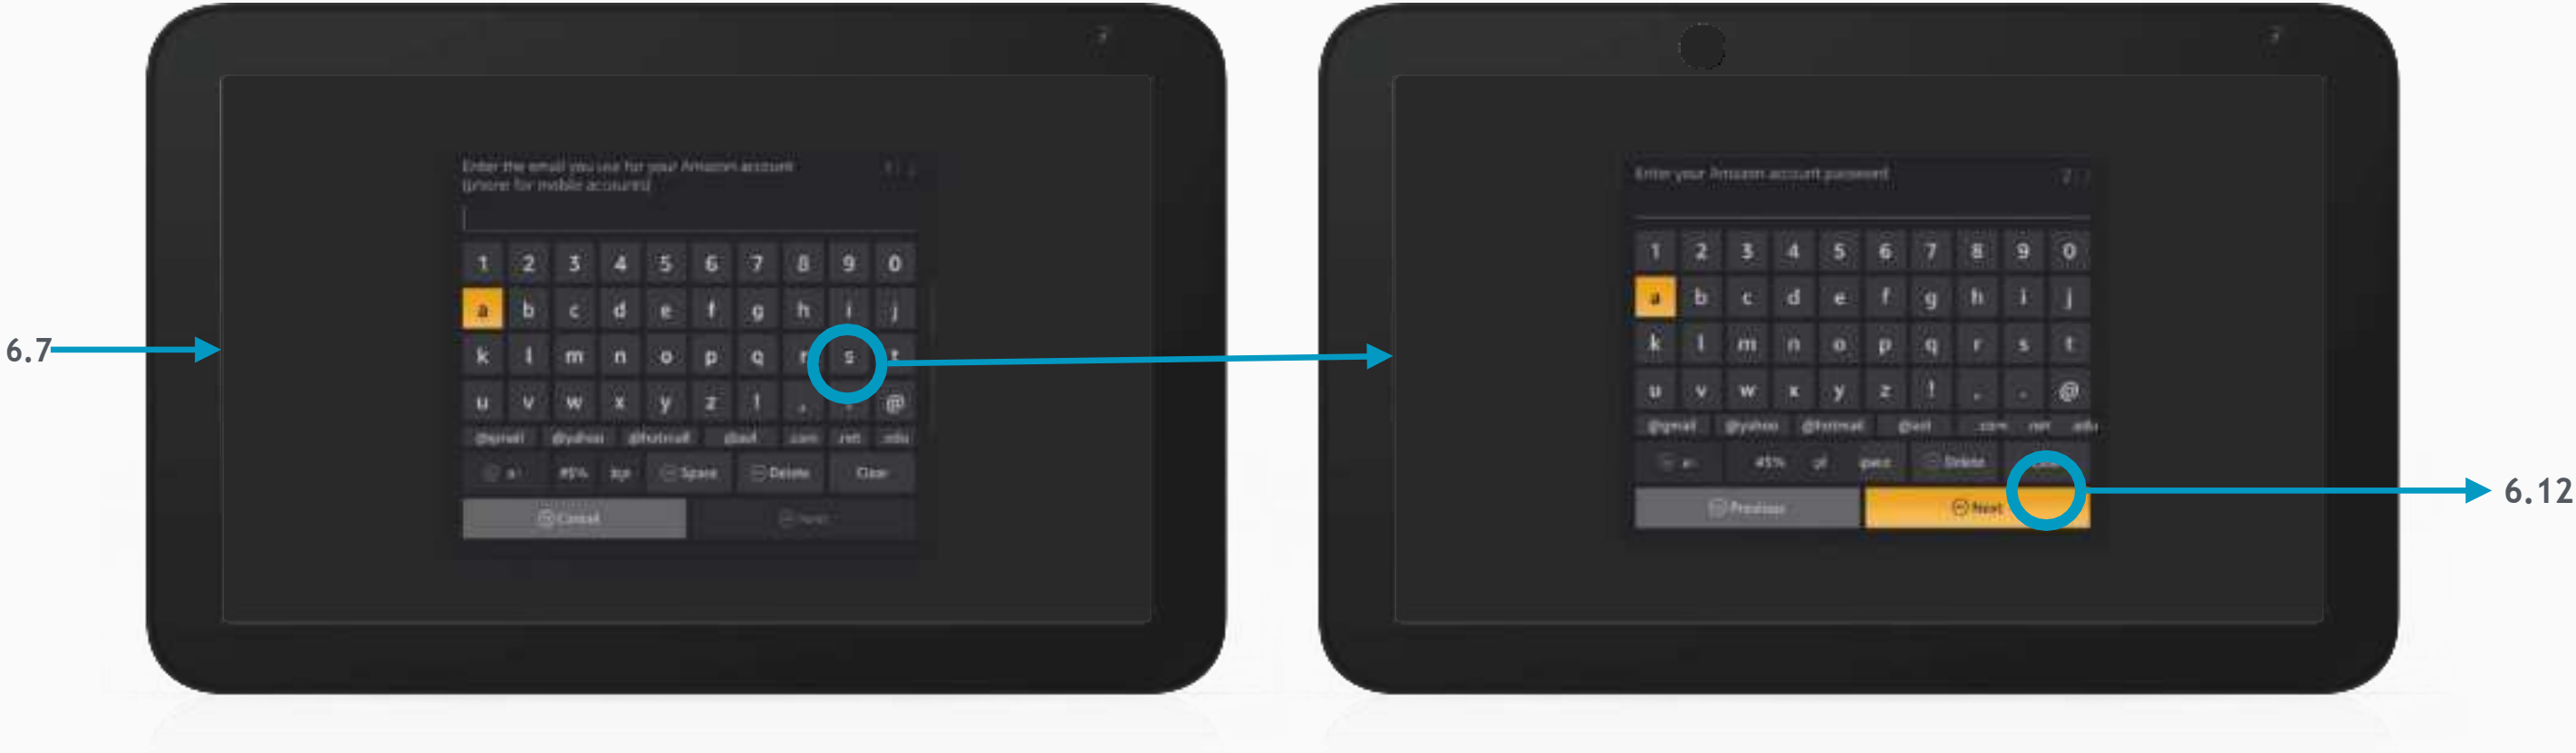 6.7
Enter the email you use for your Amazon account
(phone for mobile accounts)
1 2 3 4 5 6 7 8 9 0
a b c d e f g h i j
k l m n o p q r s t
u v w x y z ! @
@gmail @yahoo @hotmail @aol .com .net .edu
Space Delete Clear
Cancel Next
Enter your Amazon account password
1 2 3 4 5 6 7 8 9 0
a b c d e f g h i j
k l m n o p q r s t
u v w x y z ! @
@gmail @yahoo @hotmail @aol .com .edu
Delete
Previous Next
6.12